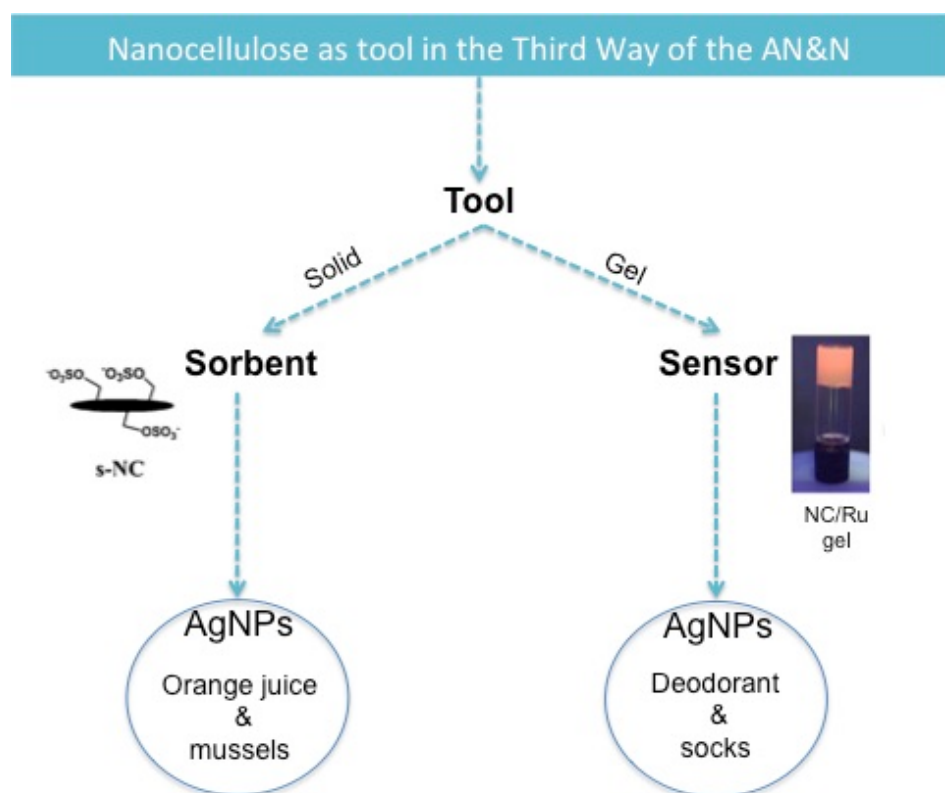 Nanocellulose as tool in the Third Way of the AN&N
Tool
Solid
Gel
Sorbent
Sensor
⁻O₃SO
⁻O₃SO
OSO₃⁻
s-NC
NC/Ru
gel
AgNPs
Orange juice
&
mussels
AgNPs
Deodorant
&
socks